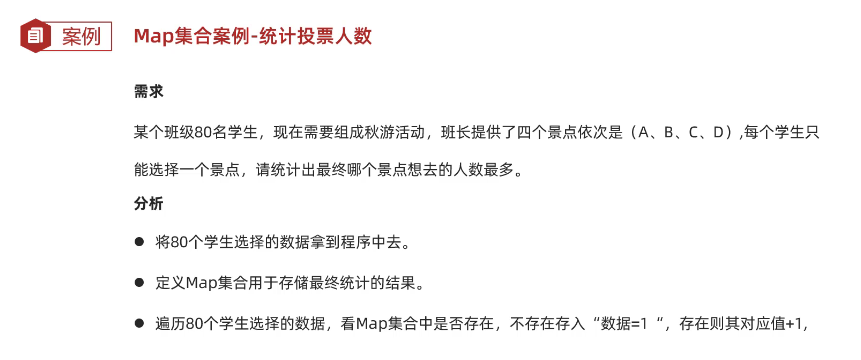 案例
Map集合案例-统计投票人数
需求
某个班级80名学生，现在需要组成秋游活动，班长提供了四个景点依次是（A、B、C、D）,每个学生只
能选择一个景点，请统计出最终哪个景点想去的人数最多。
分析
● 将80个学生选择的数据拿到程序中去。
● 定义Map集合用于存储最终统计的结果。
● 遍历80个学生选择的数据，看Map集合中是否存在，不存在存入“数据=1 “，存在则其对应值+1，